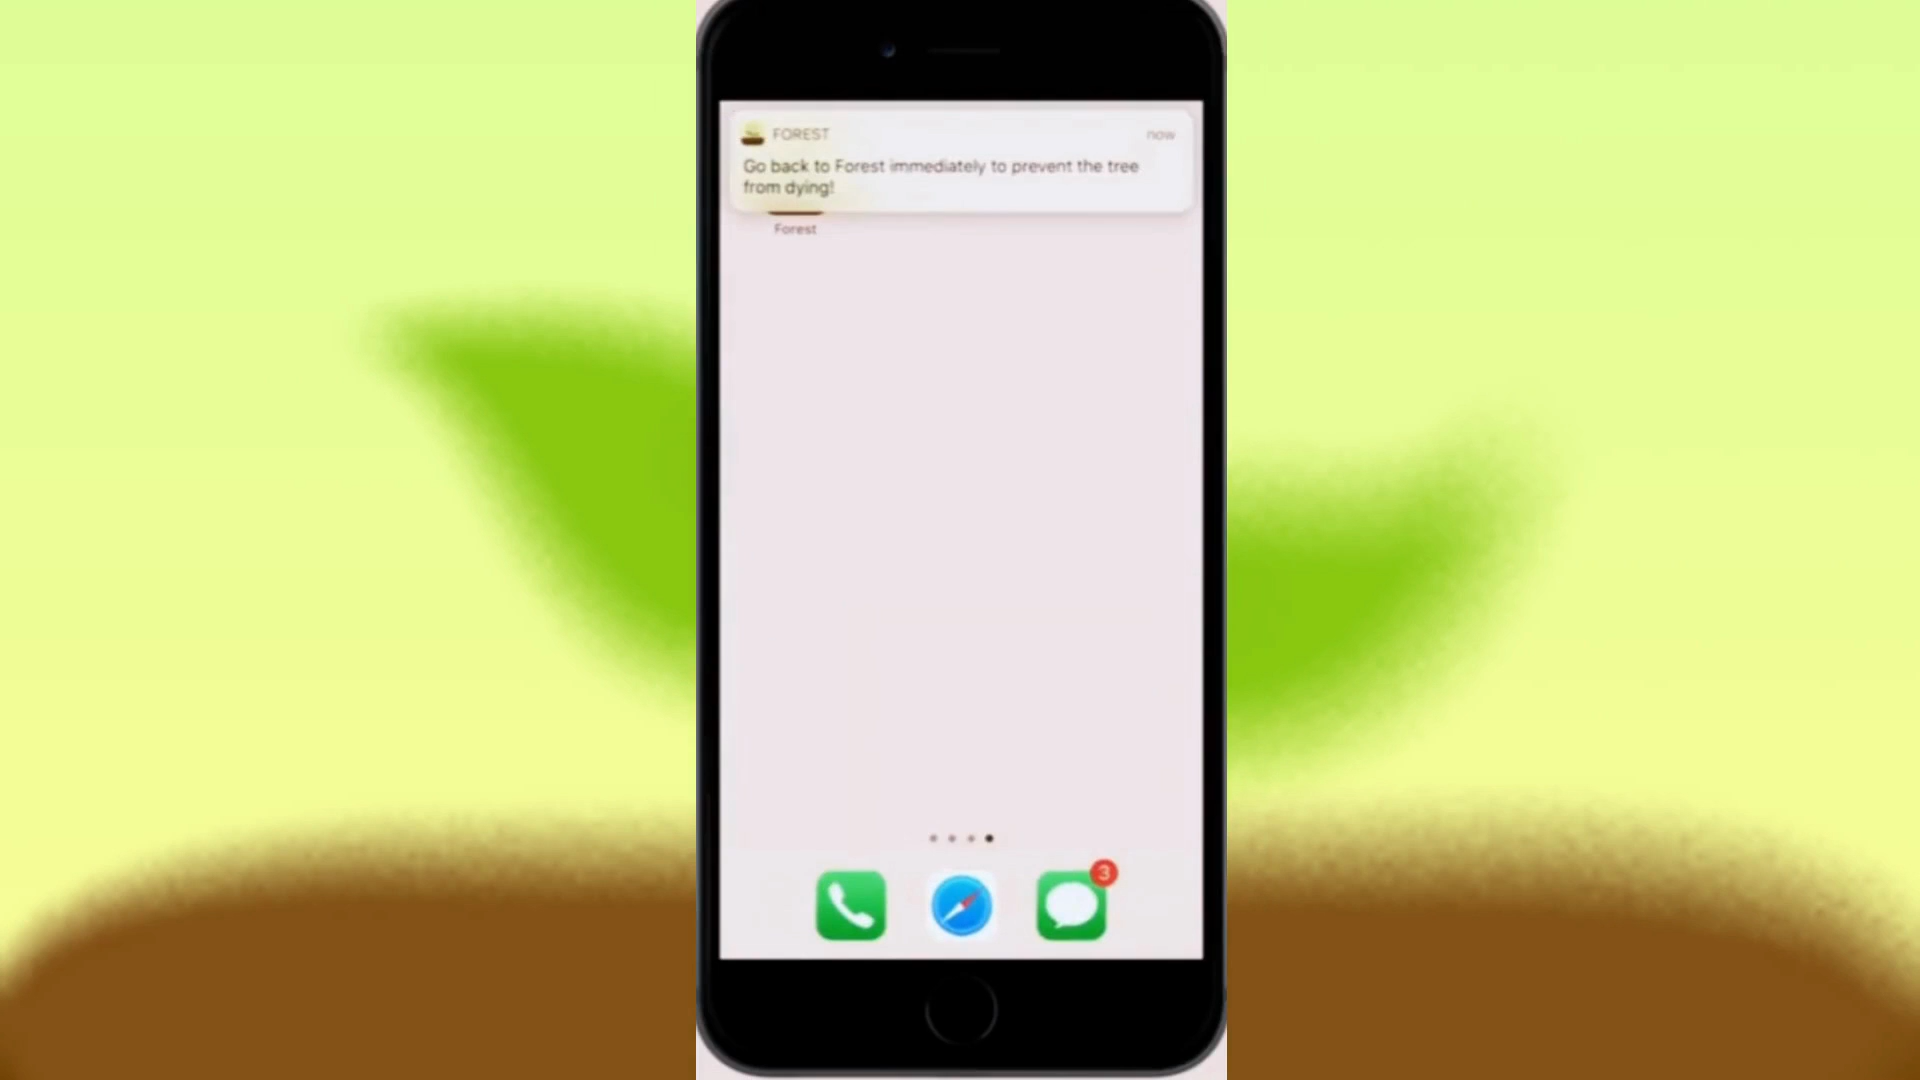 FOREST
now
Go back to Forest immediately to prevent the tree
from dying!
Forest
3